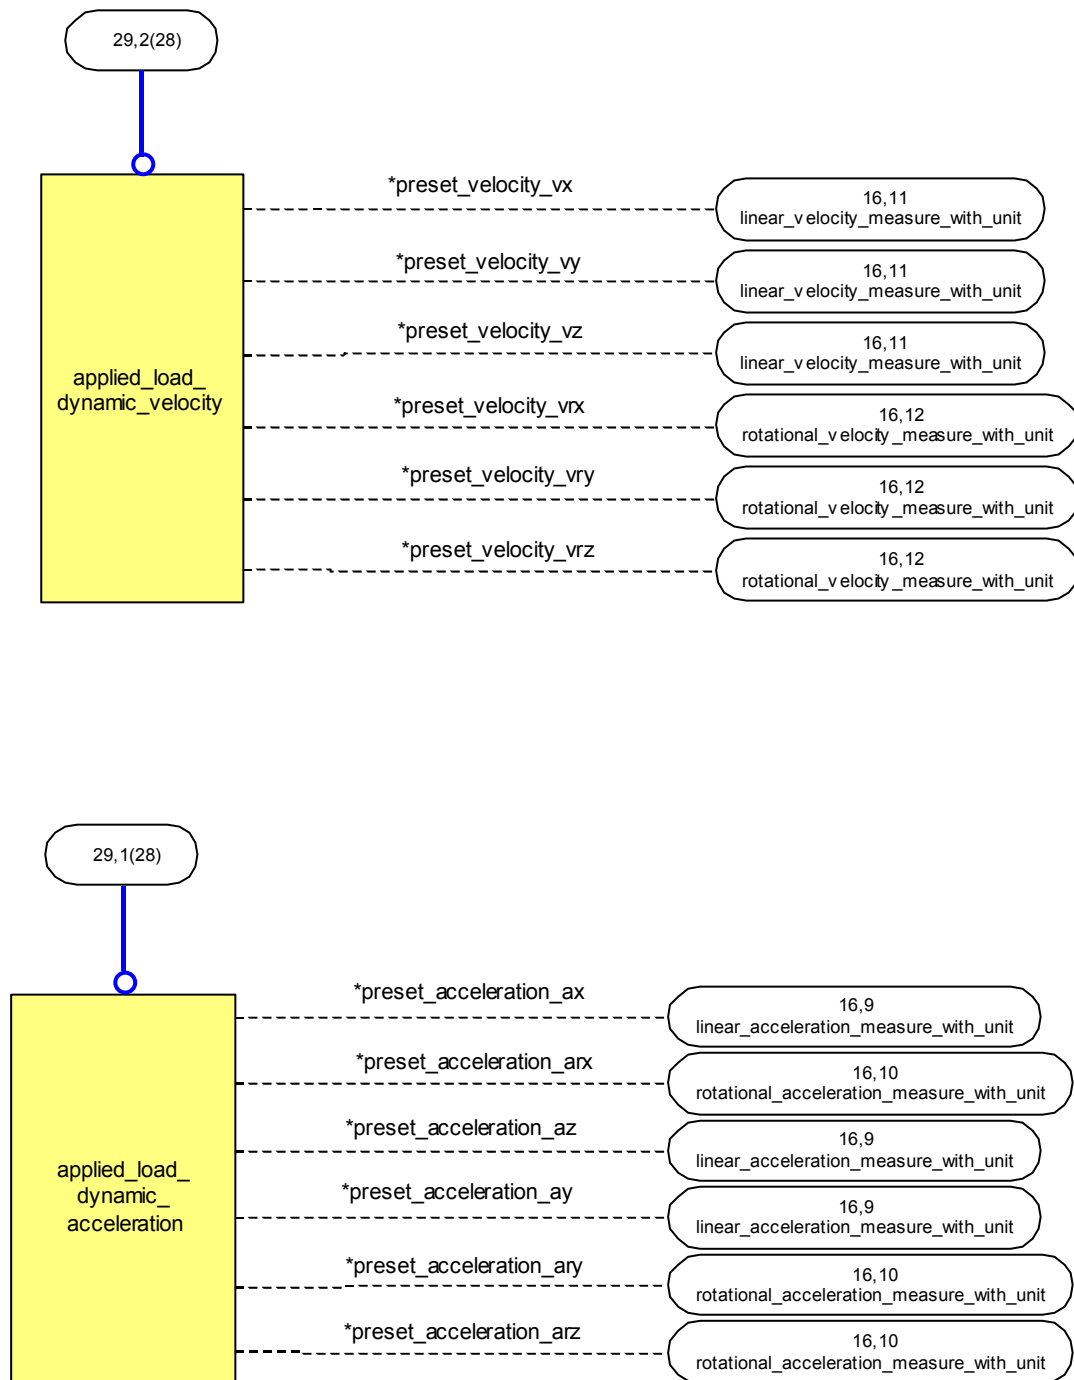 29,2(28)
*preset_velocity_vx
16,11
linear_velocity_measure_with_unit
*preset_velocity_vy
16,11
linear_velocity_measure_with_unit
*preset_velocity_vz
16,11
linear_velocity_measure_with_unit
applied_load_
dynamic_velocity
*preset_velocity_vrx
16,12
rotational_velocity_measure_with_unit
*preset_velocity_vry
16,12
rotational_velocity_measure_with_unit
*preset_velocity_vrz
16,12
rotational_velocity_measure_with_unit
29,1(28)
*preset_acceleration_ax
16,9
linear_acceleration_measure_with_unit
*preset_acceleration_arx
16,10
rotational_acceleration_measure_with_unit
*preset_acceleration_az
16,9
linear_acceleration_measure_with_unit
applied_load_
dynamic_
acceleration
*preset_acceleration_ay
16,9
linear_acceleration_measure_with_unit
*preset_acceleration_ary
16,10
rotational_acceleration_measure_with_unit
*preset_acceleration_arz
16,10
rotational_acceleration_measure_with_unit